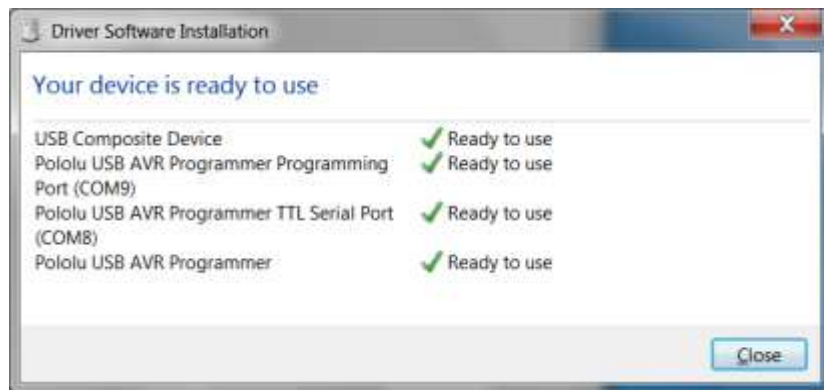 Driver Software Installation
Your device is ready to use
USB Composite Device Ready to use
Pololu USB AVR Programmer Programming Ready to use
Port (COM9)
Pololu USB AVR Programmer TTL Serial Port Ready to use
(COM8)
Pololu USB AVR Programmer Ready to use
Close